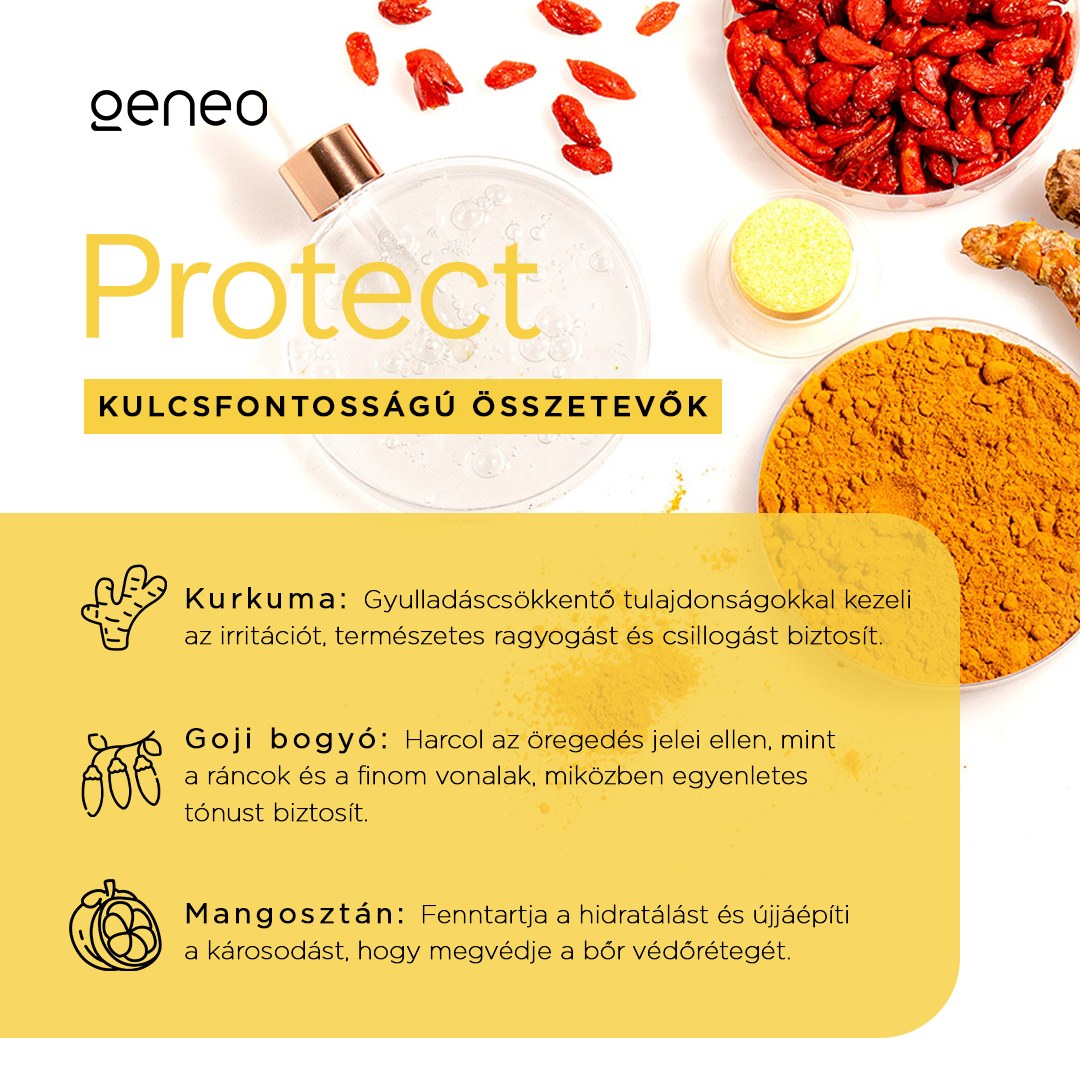 geneo
Protect
KULCSFONTOSSÁGÚ ÖSSZETEVŐK
Kurkuma: Gyulladáscsökkentő tulajdonságokkal kezeli
az irritációt, természetes ragyogást és csillogást biztosít.
Goji bogyó: Harcol az öregedés jelei ellen, mint
a ráncok és a finom vonalak, miközben egyenletes
tónust biztosít.
Mangosztán: Fenntartja a hidratálást és újjáépíti
a károsodást, hogy megvédje a bőr védőrétegét.